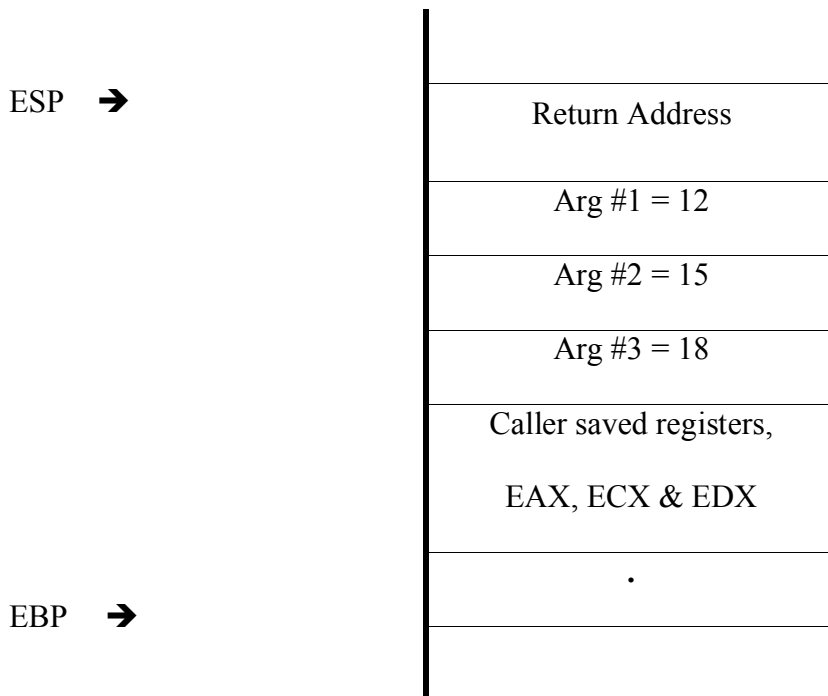 ESP ➔
Return Address
Arg #1 = 12
Arg #2 = 15
Arg #3 = 18
Caller saved registers,
EAX, ECX & EDX
.
EBP ➔